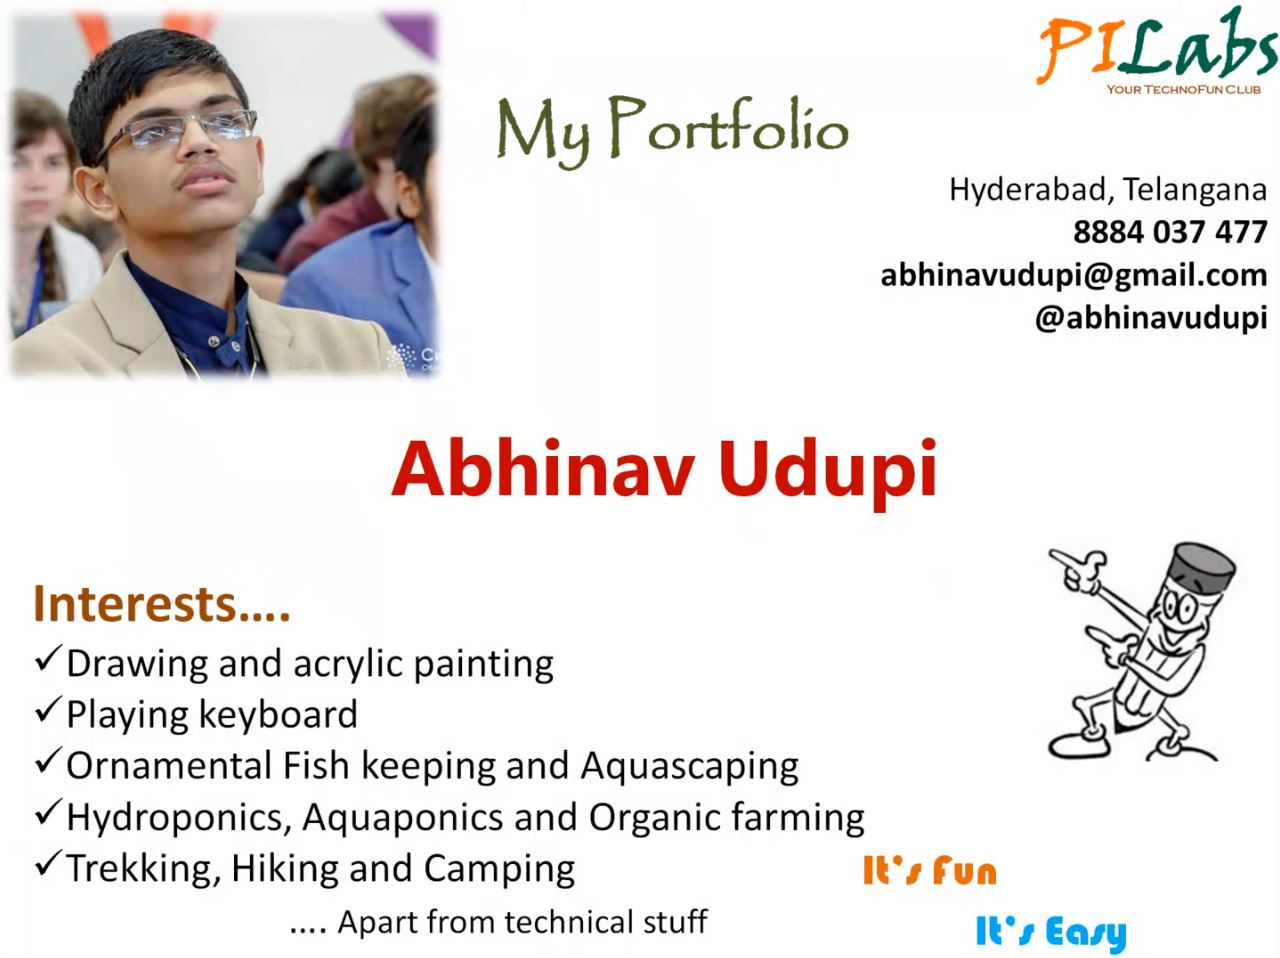 PILabs
Your TechnoFun Club
My Portfolio
Hyderabad, Telangana
8884 037 477
abhinavudupi@gmail.com
@abhinavudupi
Abhinav Udupi
Interests....
✓Drawing and acrylic painting
✓Playing keyboard
✓Ornamental Fish keeping and Aquascaping
✓Hydroponics, Aquaponics and Organic farming
✓Trekking, Hiking and Camping
.... Apart from technical stuff
It's Fun
It's Easy